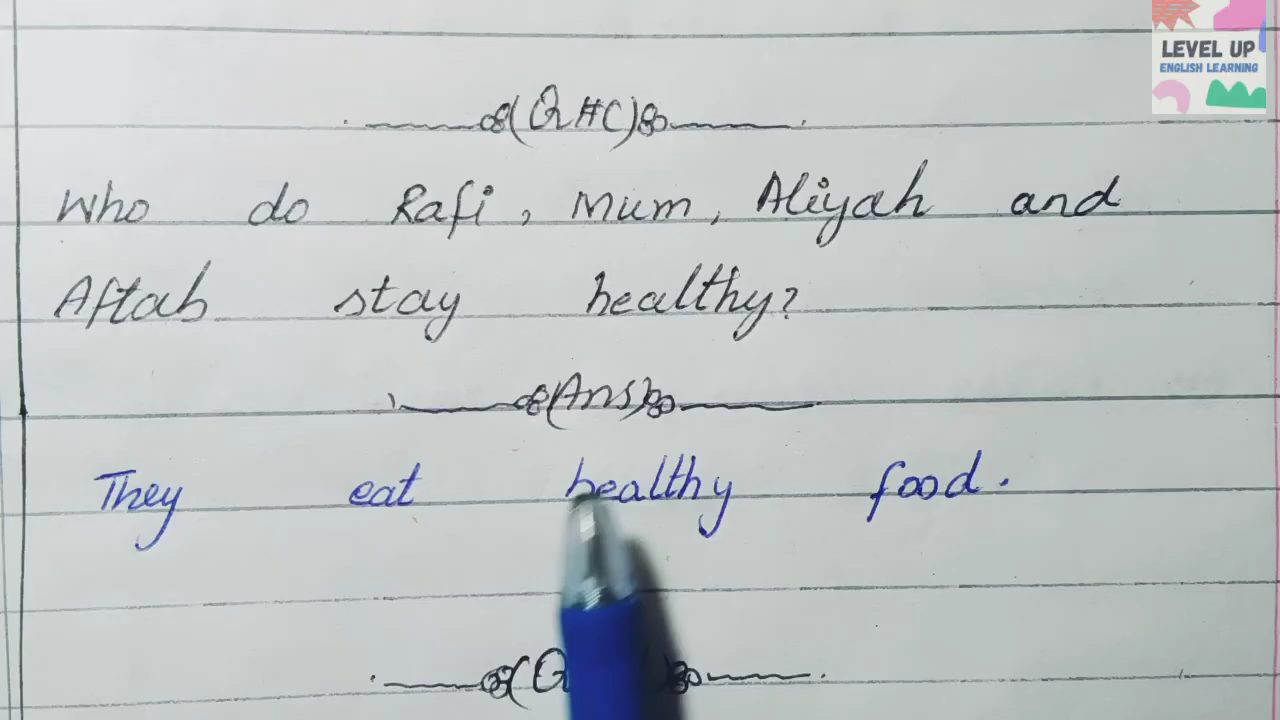 LEVEL UP
ENGLISH LEARNING
(Q#C)
Who do Rafi, Mum, Aliyah and
Aftab stay healthy?
(Ans)
They eat healthy food.